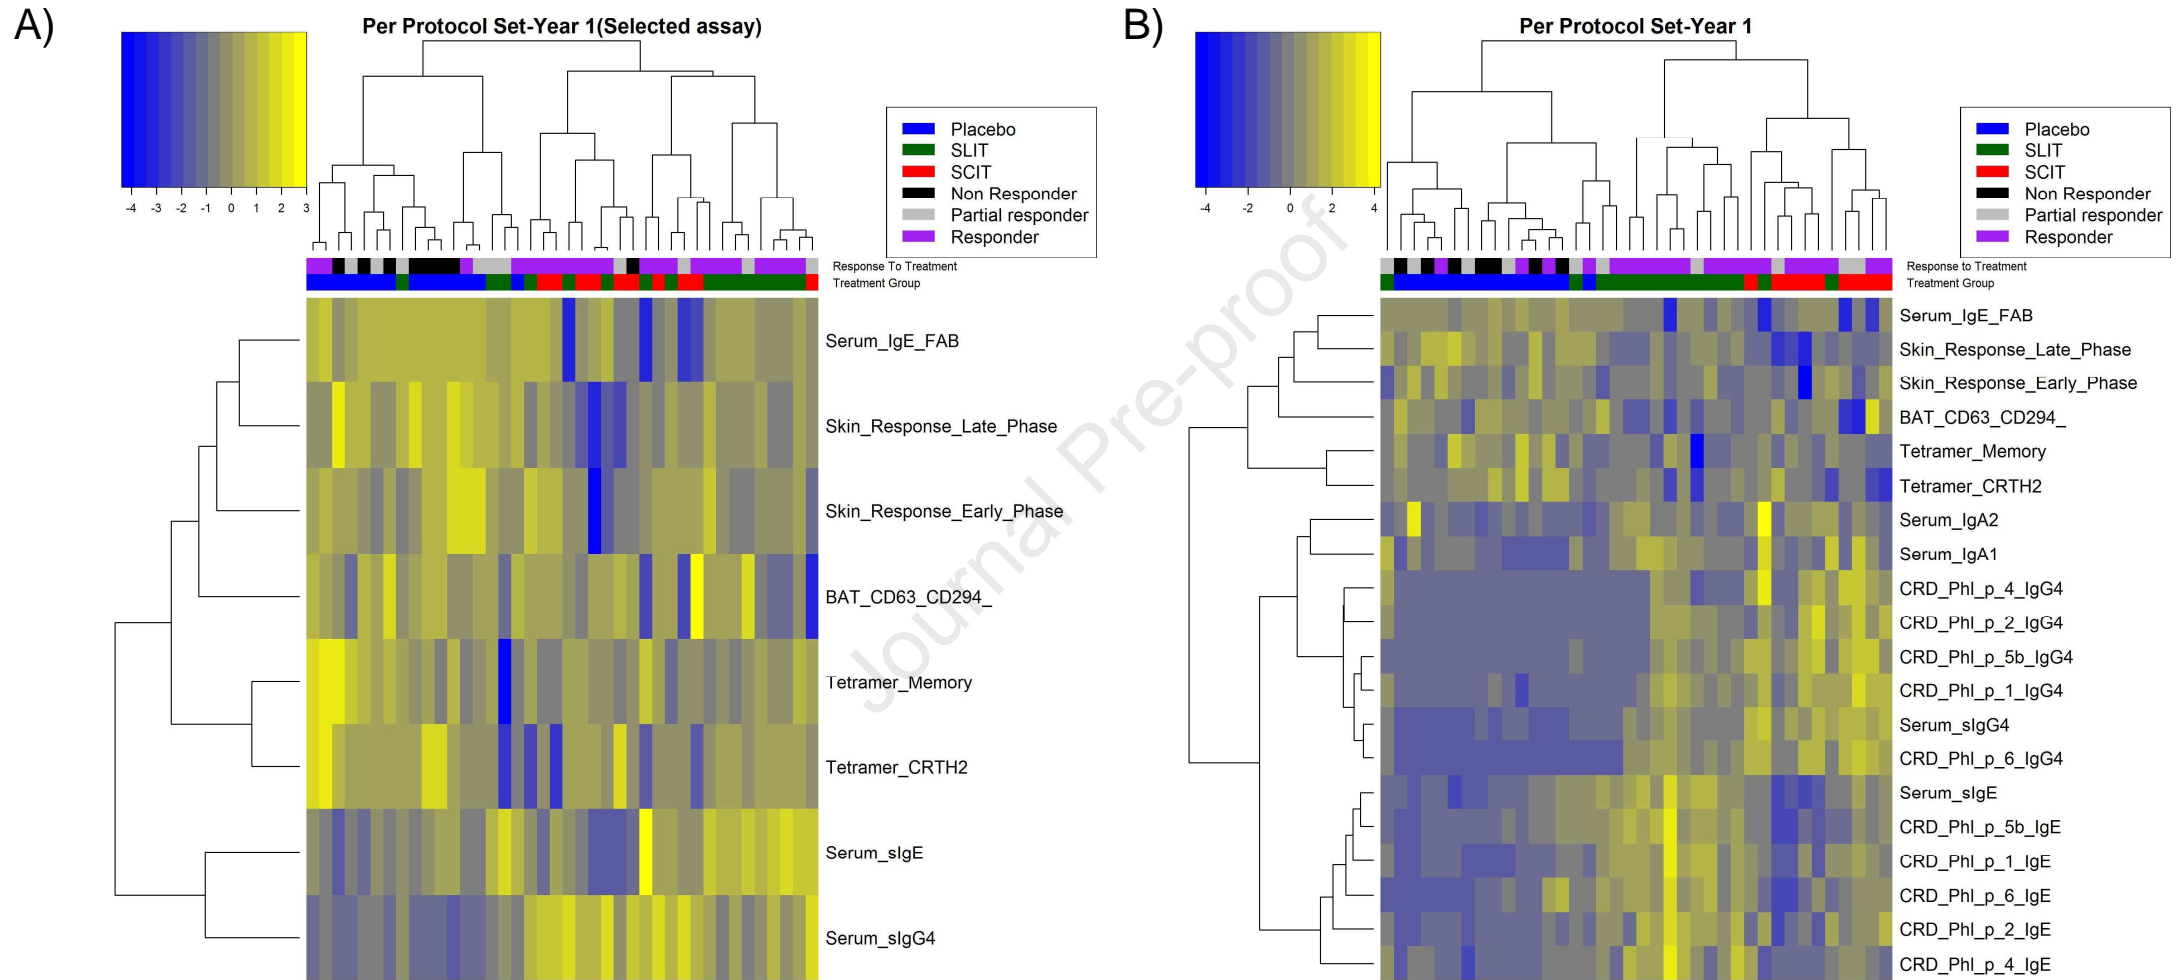 A)
Per Protocol Set-Year 1(Selected assay)
-4 -3 -2 -1 0 1 2 3
Placebo
SLIT
SCIT
Non Responder
Partial responder
Responder
Response To Treatment
Treatment Group
Serum_IgE_FAB
Skin_Response_Late_Phase
Skin_Response_Early_Phase
BAT_CD63_CD294_
Tetramer_Memory
Tetramer_CRTH2
Serum_sIgE
Serum_sIgG4
B)
Per Protocol Set-Year 1
-4 -2 0 2 4
Placebo
SLIT
SCIT
Non Responder
Partial responder
Responder
Response to Treatment
Treatment Group
Serum_IgE_FAB
Skin_Response_Late_Phase
Skin_Response_Early_Phase
BAT_CD63_CD294_
Tetramer_Memory
Tetramer_CRTH2
Serum_IgA2
Serum_IgA1
CRD_Phl_p_4_IgG4
CRD_Phl_p_2_IgG4
CRD_Phl_p_5b_IgG4
CRD_Phl_p_1_IgG4
Serum_sIgG4
CRD_Phl_p_6_IgG4
Serum_sIgE
CRD_Phl_p_5b_IgE
CRD_Phl_p_1_IgE
CRD_Phl_p_6_IgE
CRD_Phl_p_2_IgE
CRD_Phl_p_4_IgE
Journal Pre-proof